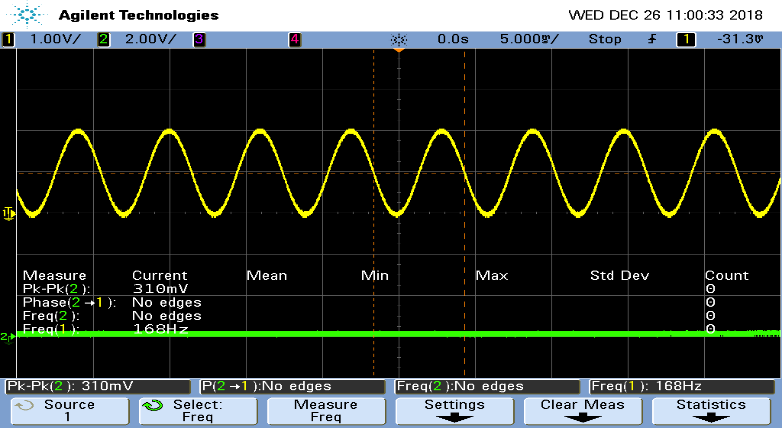 Agilent Technologies WED DEC 26 11:00:33 2018
1 1.00V/ 2 2.00V/ 3 4 0.0s 5.000ms/ Stop 1 -31.3mV
1
Measure Current Mean Min Max Std Dev Count
Pk-Pk(2): 310mV 0
Phase(2→1): No edges 0
Freq(2): No edges 0
Freq(1): 168Hz 0
2
Pk-Pk(2): 310mV P(2→1):No edges Freq(2):No edges Freq(1): 168Hz
Source Select: Measure Settings Clear Meas Statistics
1 Freq Freq